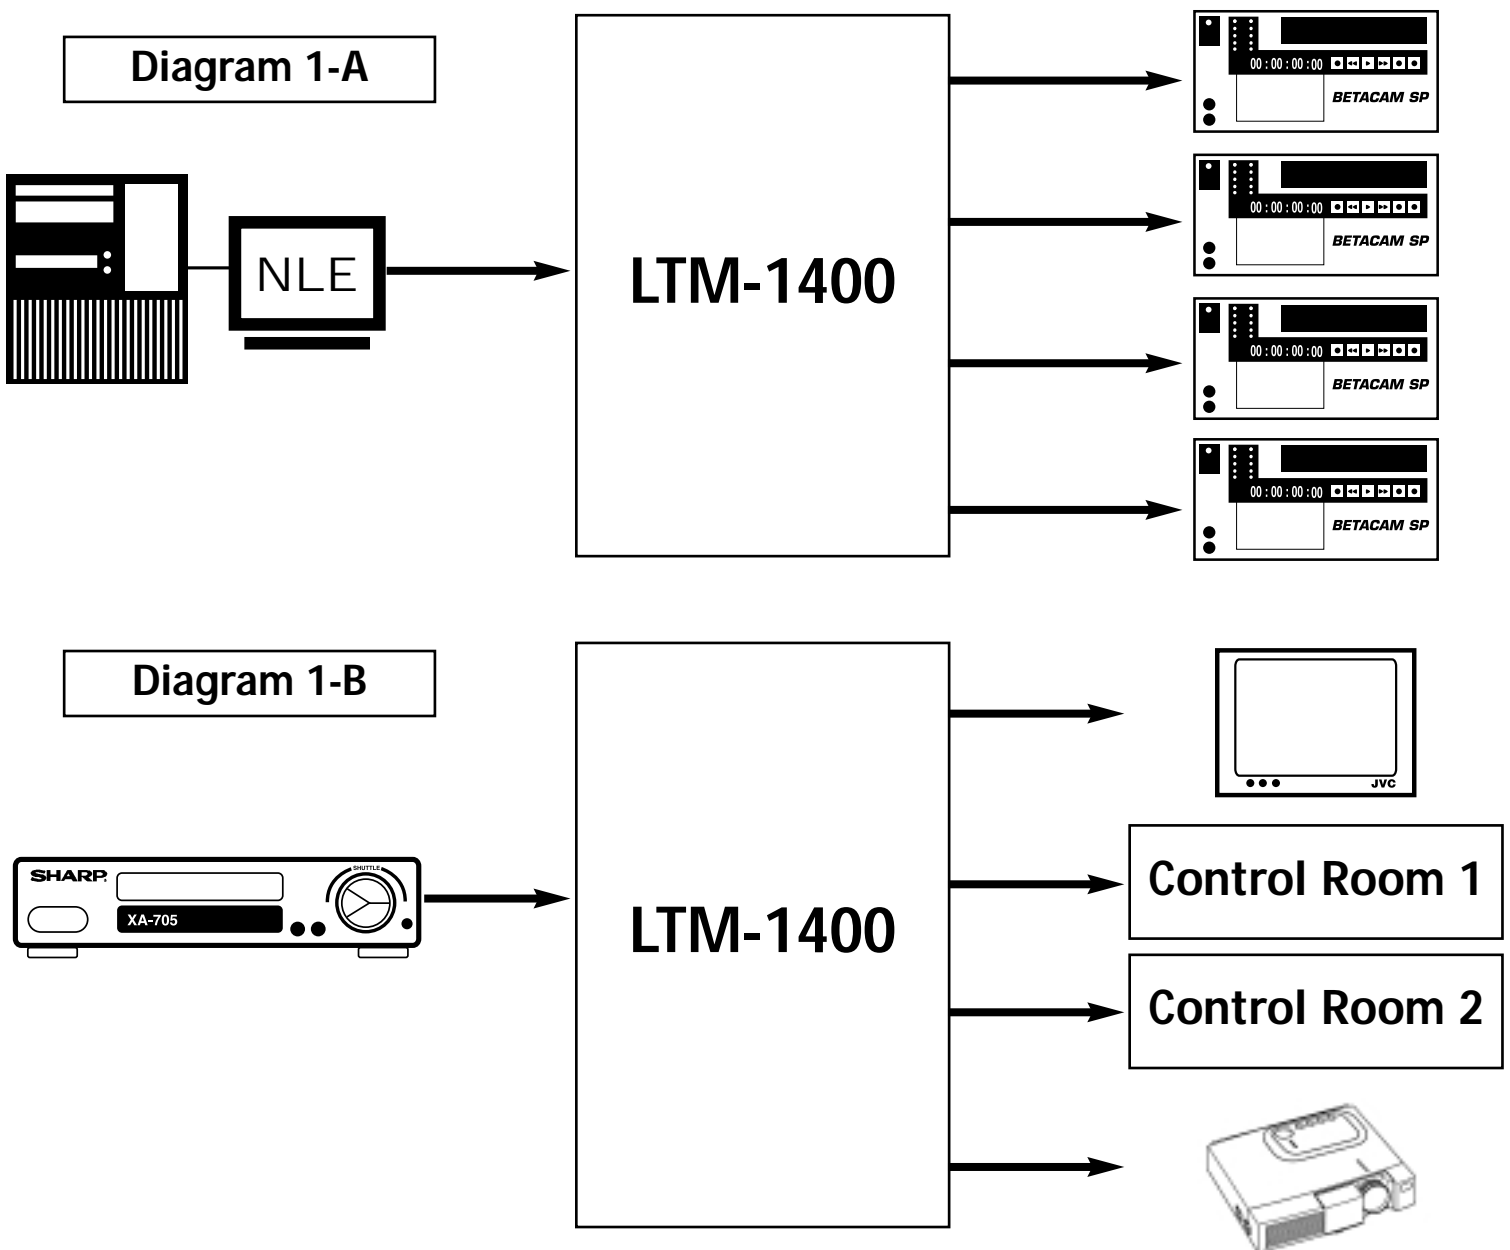 Diagram 1-A
NLE
LTM-1400
00:00:00:00
BETACAM SP
00:00:00:00
BETACAM SP
00:00:00:00
BETACAM SP
00:00:00:00
BETACAM SP
Diagram 1-B
SHARP
SHUTTLE
XA-705
LTM-1400
JVC
Control Room 1
Control Room 2